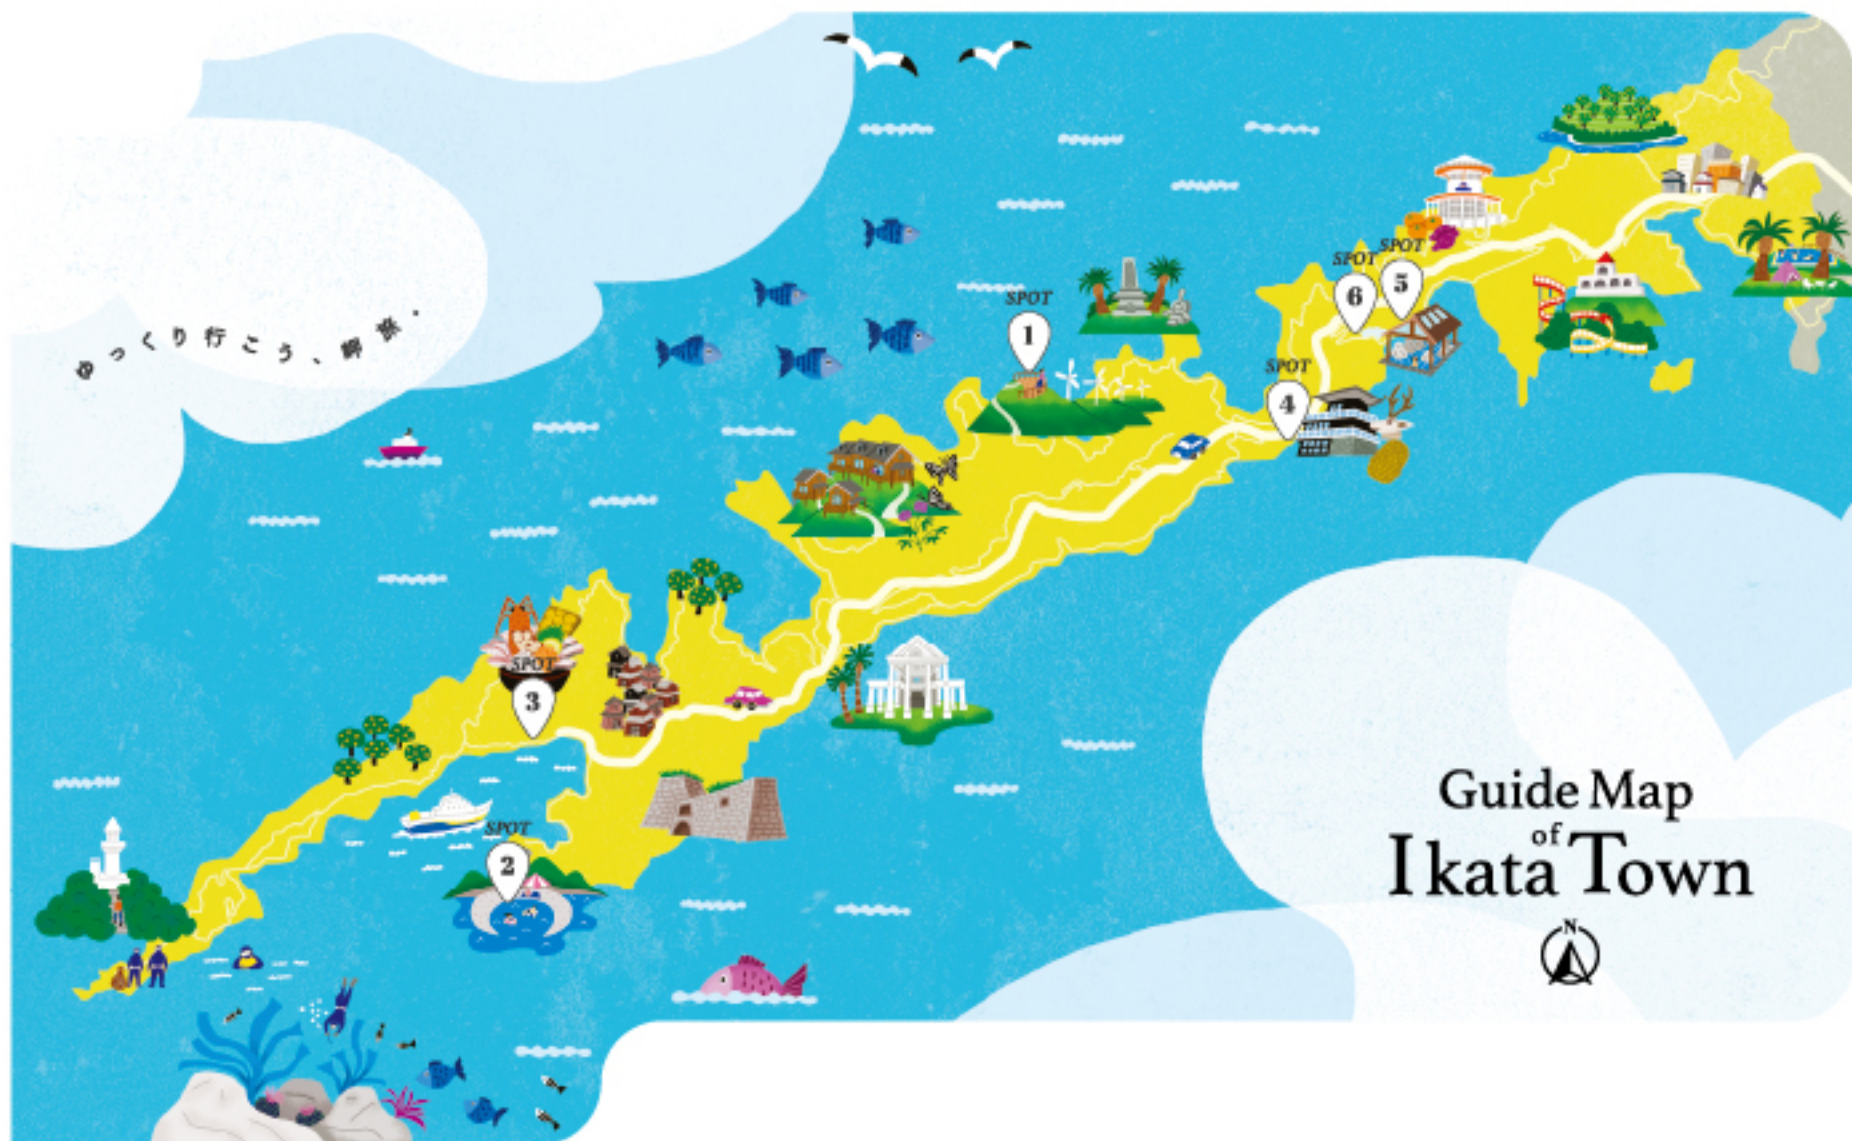 ゆっくり行こう、岬旅。
SPOT
1
SPOT
6
SPOT
5
SPOT
4
SPOT
3
SPOT
2
Guide Map
of
Ikata Town
N